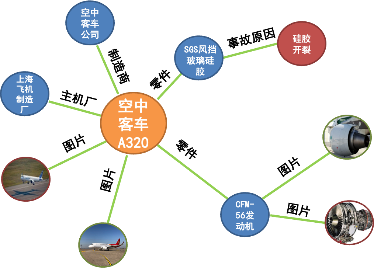 空中
客车
公司
制造商
SGS风挡
玻璃硅
胶
事故原因
硅胶
开裂
零件
上海
飞机
制造
厂
主机厂
空中
客车
A320
图片
图片
零件
CFM-
56发
动机
图片
图片